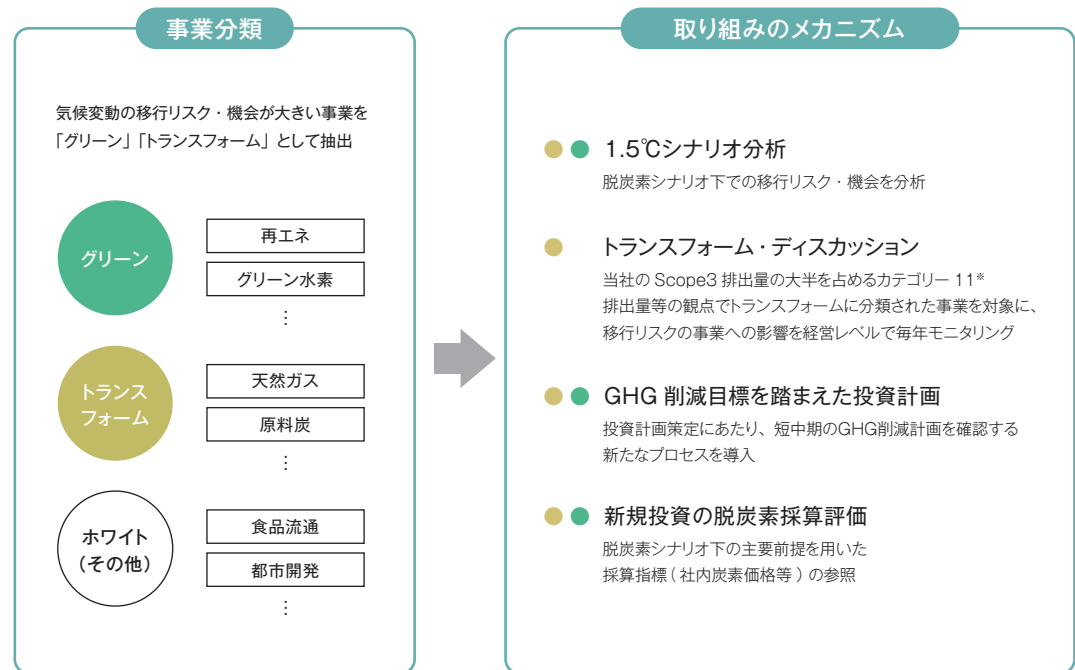 事業分類
気候変動の移行リスク・機会が大きい事業を
「グリーン」「トランスフォーム」として抽出
グリーン
再エネ
グリーン水素
⋮
トランス
フォーム
天然ガス
原料炭
⋮
ホワイト
(その他)
食品流通
都市開発
⋮
取り組みのメカニズム
1.5℃シナリオ分析
脱炭素シナリオ下での移行リスク・機会を分析
トランスフォーム・ディスカッション
当社の Scope3 排出量の大半を占めるカテゴリー 11※
排出量等の観点でトランスフォームに分類された事業を対象に、
移行リスクの事業への影響を経営レベルで毎年モニタリング
GHG 削減目標を踏まえた投資計画
投資計画策定にあたり、短中期のGHG削減計画を確認する
新たなプロセスを導入
新規投資の脱炭素採算評価
脱炭素シナリオ下の主要前提を用いた
採算指標(社内炭素価格等)の参照